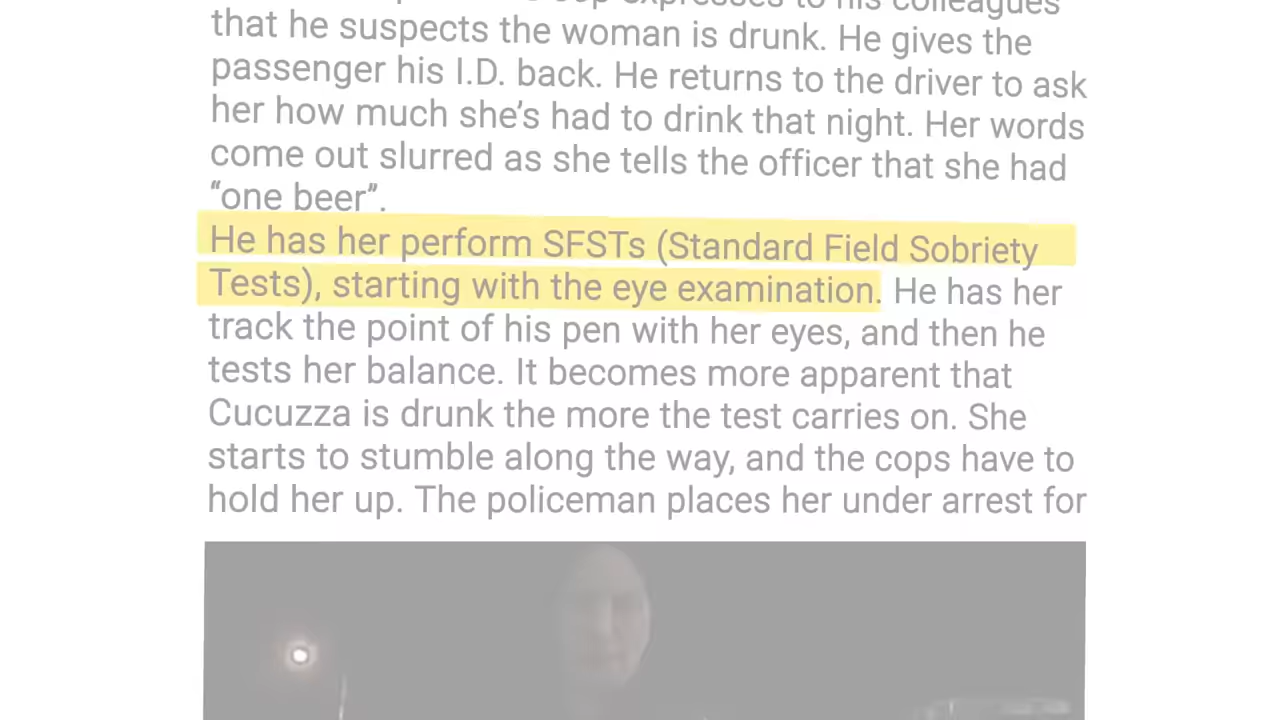 expresses to his colleagues
that he suspects the woman is drunk. He gives the
passenger his I.D. back. He returns to the driver to ask
her how much she’s had to drink that night. Her words
come out slurred as she tells the officer that she had
“one beer”.
He has her perform SFSTs (Standard Field Sobriety
Tests), starting with the eye examination. He has her
track the point of his pen with her eyes, and then he
tests her balance. It becomes more apparent that
Cucuzza is drunk the more the test carries on. She
starts to stumble along the way, and the cops have to
hold her up. The policeman places her under arrest for